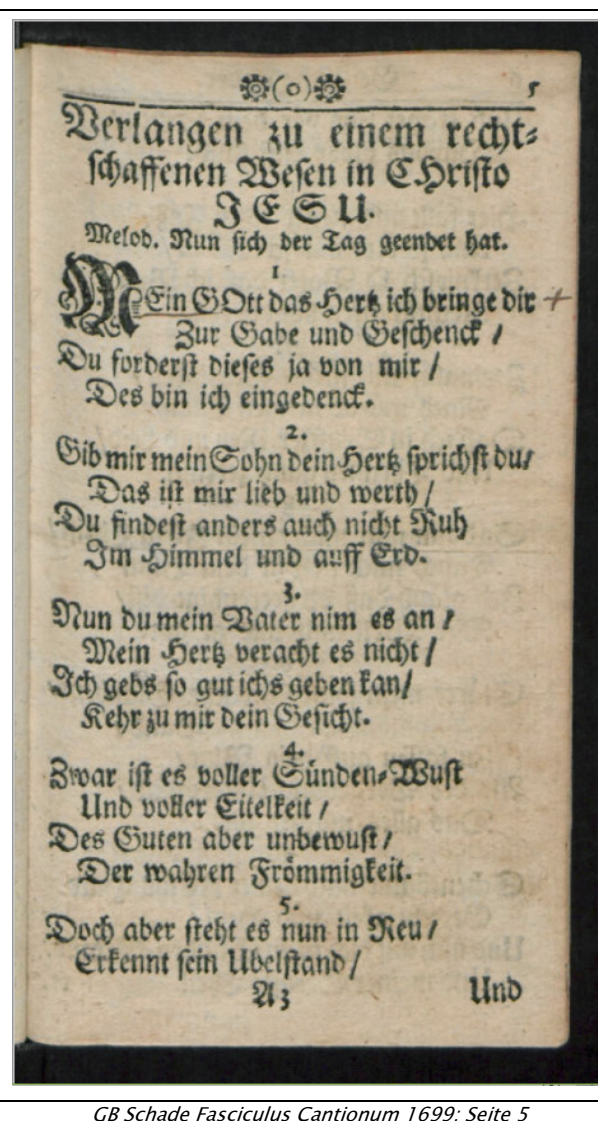 (o) 5
Verlangen zu einem recht⸗
schaffenen Wesen in CHristo
JESU.
Melod. Nun sich der Tag geendet hat.
1
MEin GOtt das Hertz ich bringe dir +
Zur Gabe und Geschenck /
Du forderst dieses ja von mir /
Des bin ich eingedenck.
2.
Gib mir mein Sohn dein Hertz sprichst du/
Das ist mir lieb und werth /
Du findest anders auch nicht Ruh
Im Himmel und auff Erd.
3.
Nun du mein Vater nim es an /
Mein Hertz veracht es nicht /
Ich gebs so gut ichs geben kan/
Kehr zu mir dein Gesicht.
4.
Zwar ist es voller Sünden⸗Wust
Und voller Eitelkeit /
Des Guten aber unbewust /
Der wahren Frömmigkeit.
5.
Doch aber steht es nun in Reu /
Erkennt sein Ubelstand /
A3 Und
GB Schade Fasciculus Cantionum 1699: Seite 5